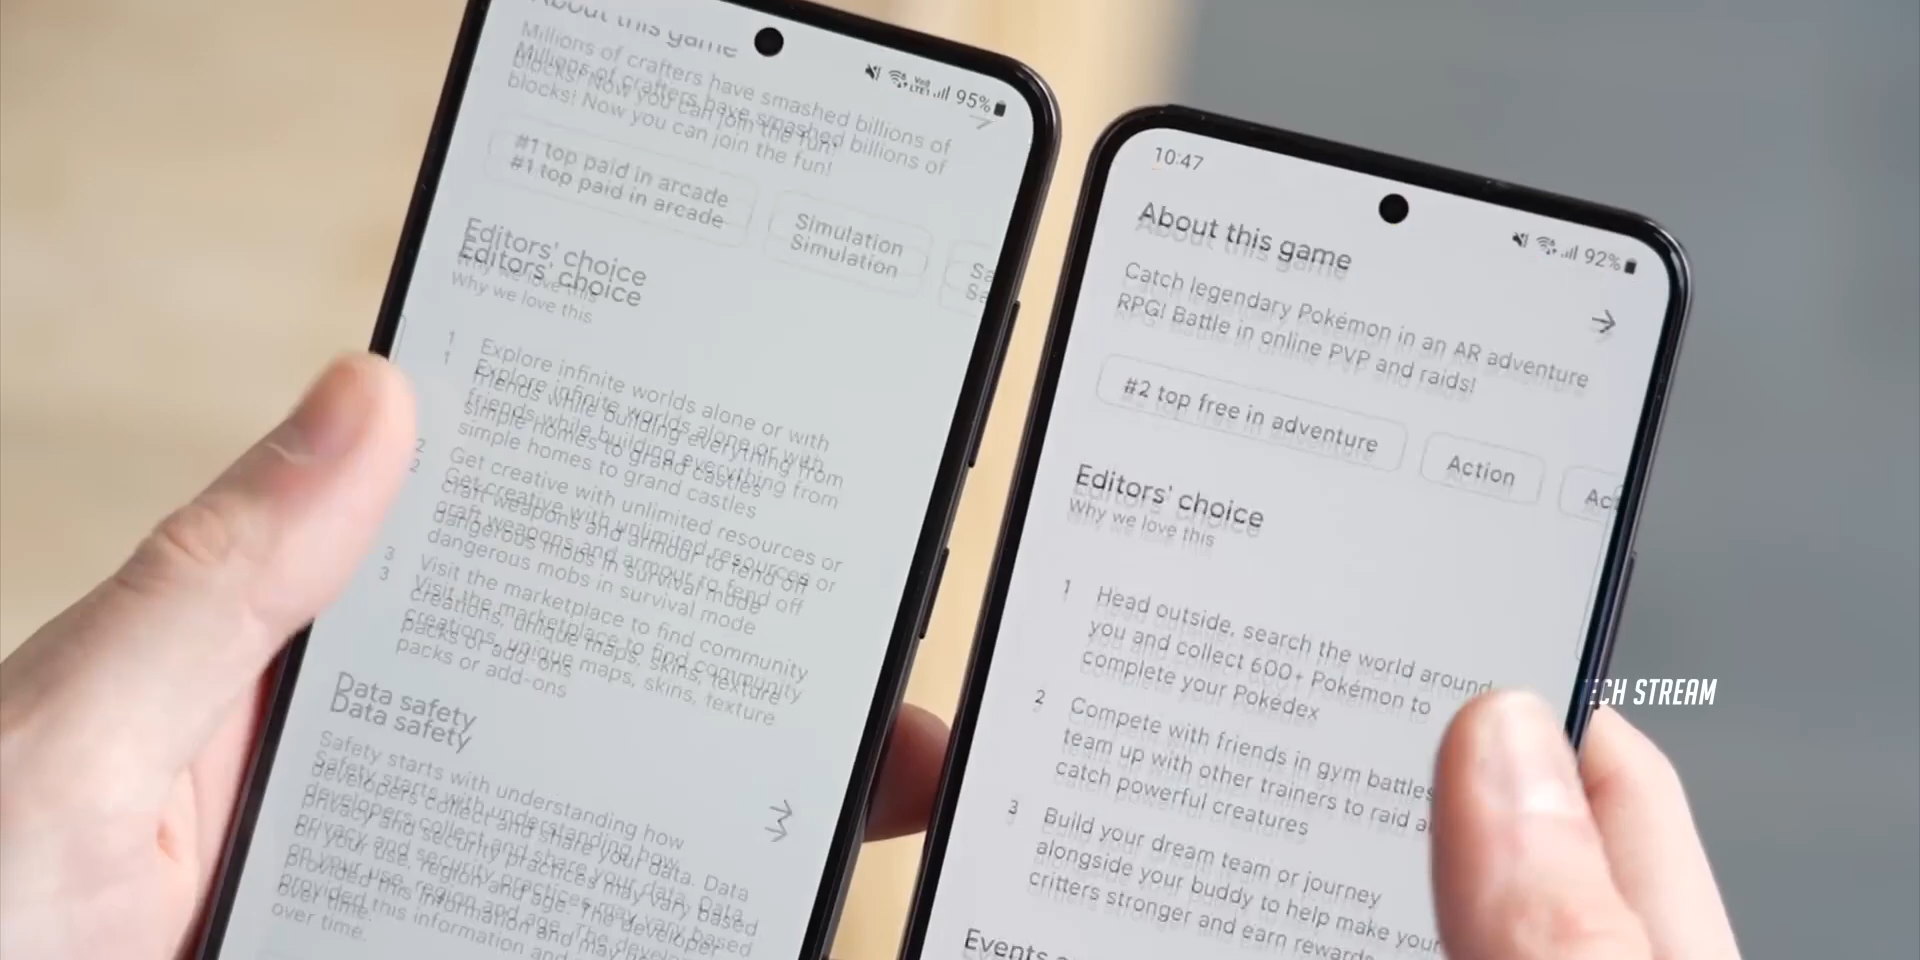 About this game
Millions of crafters have smashed billions of
blocks! Now you can join the fun!
#1 top paid in arcade
Simulation
Sa
Editors' choice
Why we love this
1 Explore infinite worlds alone or with
friends while building everything from
simple homes to grand castles
2 Get creative with unlimited resources or
craft weapons and armour to fend off
dangerous mobs in survival mode
3 Visit the marketplace to find community
creations, unique maps, skins, texture
packs or add-ons
Data safety
Safety starts with understanding how
developers collect and share your data. Data
privacy and security practices may vary based
on your use, region and age. The developer
provided this information and may
over time.
95%
10:47
92%
About this game
Catch legendary Pokémon in an AR adventure
RPG! Battle in online PVP and raids!
#2 top free in adventure
Action
Ac
Editors' choice
Why we love this
1 Head outside, search the world around
you and collect 600+ Pokémon to
complete your Pokédex
2 Compete with friends in gym battles
team up with other trainers to raid a
catch powerful creatures
3 Build your dream team or journey
alongside your buddy to help make your
critters stronger and earn rewards
Events
ECH STREAM